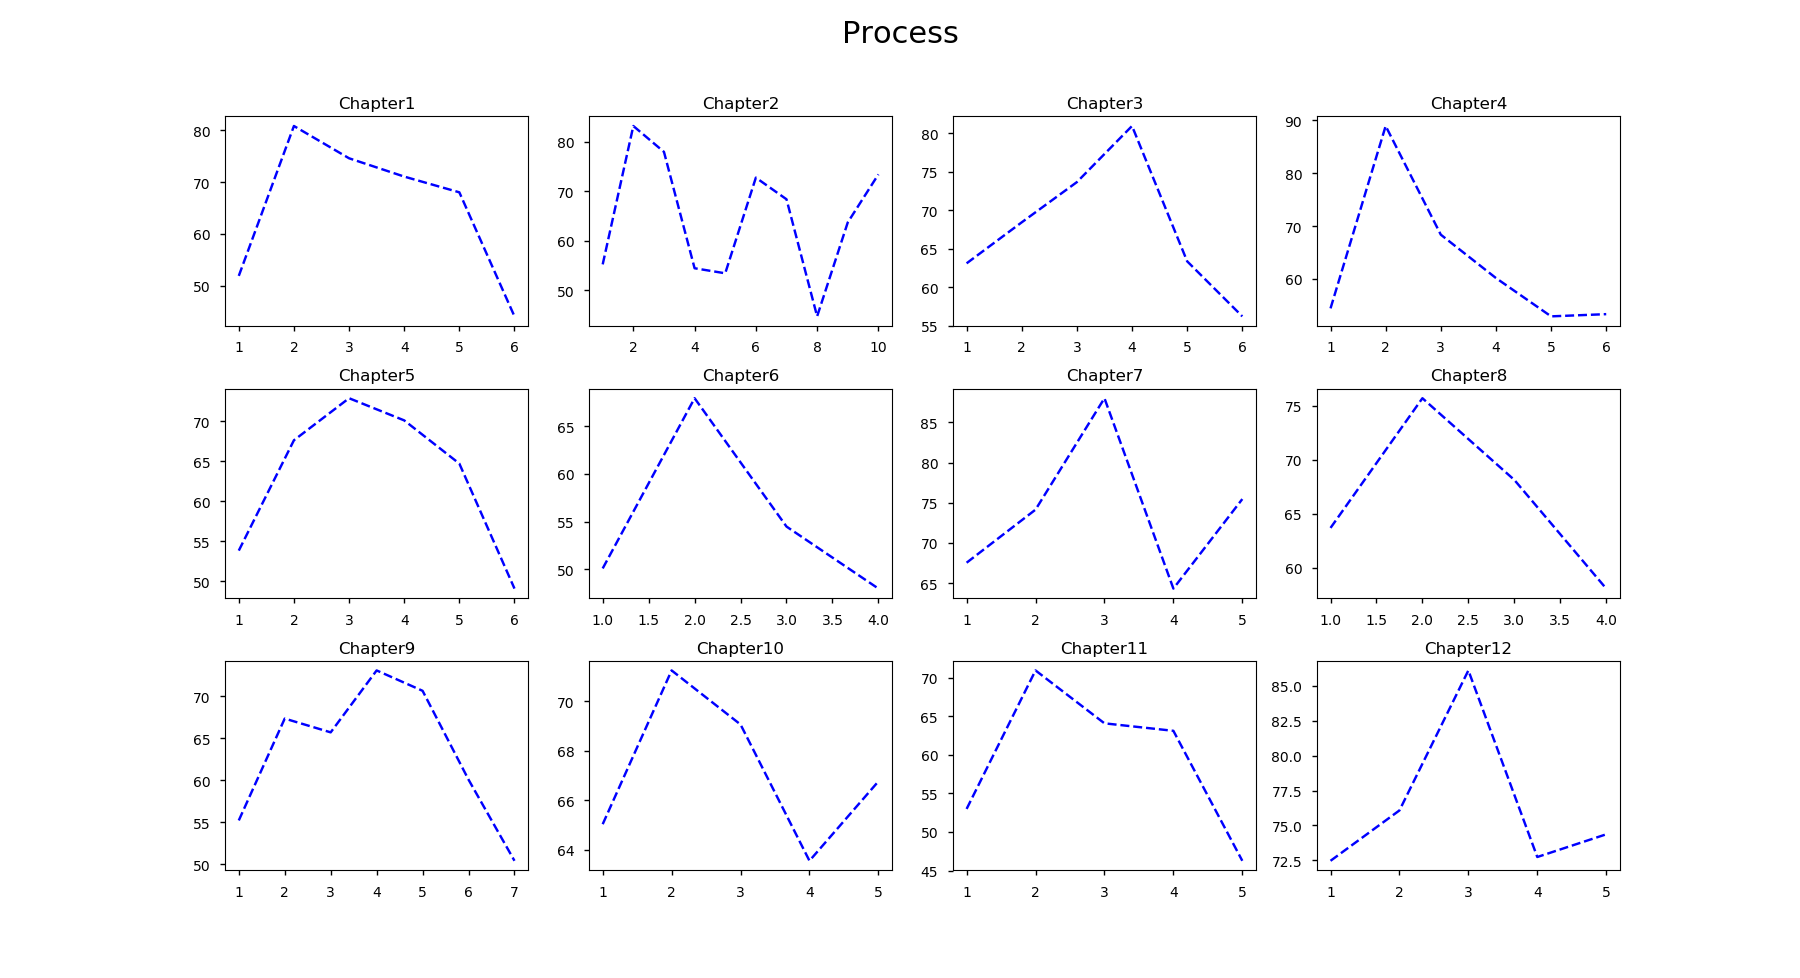 Process
Chapter1
80
70
60
50
1 2 3 4 5 6
Chapter2
80
70
60
50
2 4 6 8 10
Chapter3
80
75
70
65
60
55
1 2 3 4 5 6
Chapter4
90
80
70
60
1 2 3 4 5 6
Chapter5
70
65
60
55
50
1 2 3 4 5 6
Chapter6
65
60
55
50
1.0 1.5 2.0 2.5 3.0 3.5 4.0
Chapter7
85
80
75
70
65
1 2 3 4 5
Chapter8
75
70
65
60
1.0 1.5 2.0 2.5 3.0 3.5 4.0
Chapter9
70
65
60
55
50
1 2 3 4 5 6 7
Chapter10
70
68
66
64
1 2 3 4 5
Chapter11
70
65
60
55
50
45
1 2 3 4 5
Chapter12
85.0
82.5
80.0
77.5
75.0
72.5
1 2 3 4 5